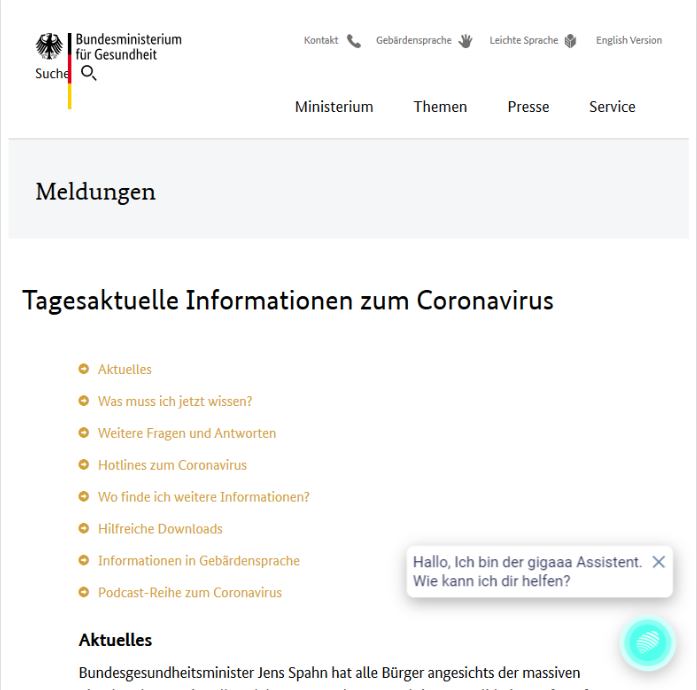 Bundesministerium
für Gesundheit
Kontakt Gebärdensprache Leichte Sprache English Version
Suche
Ministerium Themen Presse Service
Meldungen
Tagesaktuelle Informationen zum Coronavirus
Aktuelles
Was muss ich jetzt wissen?
Weitere Fragen und Antworten
Hotlines zum Coronavirus
Wo finde ich weitere Informationen?
Hilfreiche Downloads
Informationen in Gebärdensprache
Podcast-Reihe zum Coronavirus
Hallo, Ich bin der gigaaa Assistent.
Wie kann ich dir helfen?
Aktuelles
Bundesgesundheitsminister Jens Spahn hat alle Bürger angesichts der massiven